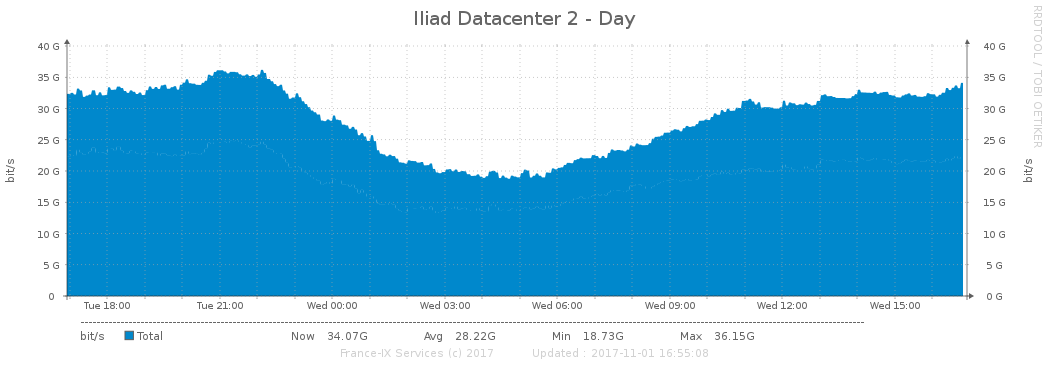 Iliad Datacenter 2 - Day
RRDTOOL / TOBI OETIKER
40 G 40 G
35 G 35 G
30 G 30 G
25 G 25 G
20 G 20 G
15 G 15 G
10 G 10 G
5 G 5 G
0 0 G
bit/s bit/s
Tue 18:00 Tue 21:00 Wed 00:00 Wed 03:00 Wed 06:00 Wed 09:00 Wed 12:00 Wed 15:00
bit/s Total Now 34.07G Avg 28.22G Min 18.73G Max 36.15G
France-IX Services (c) 2017 Updated : 2017-11-01 16:55:08